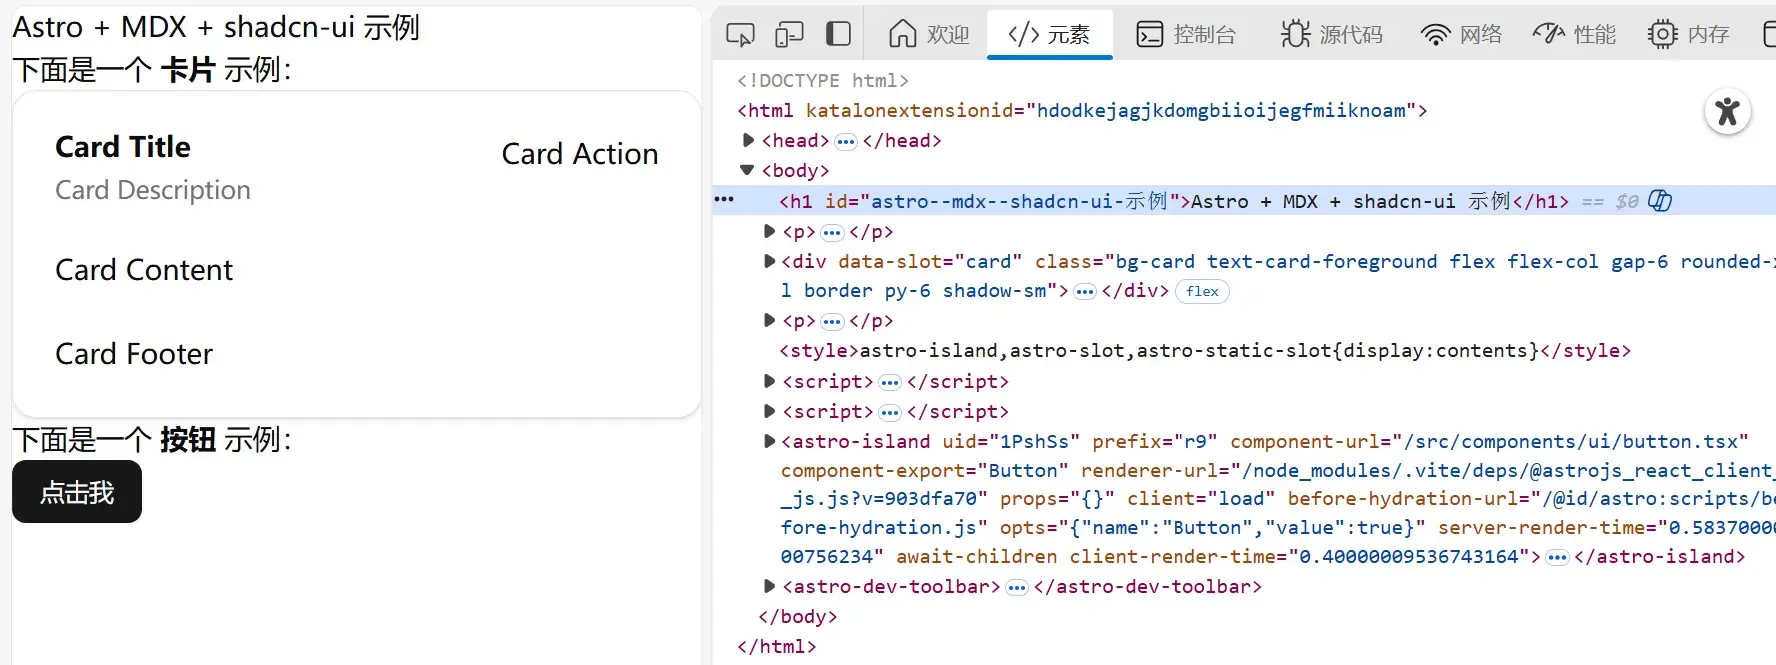 Astro + MDX + shadcn-ui 示例
下面是一个 卡片 示例：
Card Title
Card Action
Card Description
Card Content
Card Footer
下面是一个 按钮 示例：
点击我
欢迎 </> 元素 控制台 源代码 网络 性能 内存
<!DOCTYPE html>
<html katalonextensionid="hdodkejagjkdomgbiioijegfmiiknoam">
<head> ••• </head>
<body>
••• <h1 id="astro--mdx--shadcn-ui-示例">Astro + MDX + shadcn-ui 示例</h1> == $0
<p> ••• </p>
<div data-slot="card" class="bg-card text-card-foreground flex flex-col gap-6 rounded-x
l border py-6 shadow-sm"> ••• </div> flex
<p> ••• </p>
<style>astro-island,astro-slot,astro-static-slot{display:contents}</style>
<script> ••• </script>
<script> ••• </script>
<astro-island uid="1PshSs" prefix="r9" component-url="/src/components/ui/button.tsx"
component-export="Button" renderer-url="/node_modules/.vite/deps/@astrojs_react_client_
_js.js?v=903dfa70" props="{}" client="load" before-hydration-url="/@id/astro:scripts/be
fore-hydration.js" opts="{"name":"Button","value":true}" server-render-time="0.58370000
00756234" await-children client-render-time="0.40000009536743164"> ••• </astro-island>
<astro-dev-toolbar> ••• </astro-dev-toolbar>
</body>
</html>